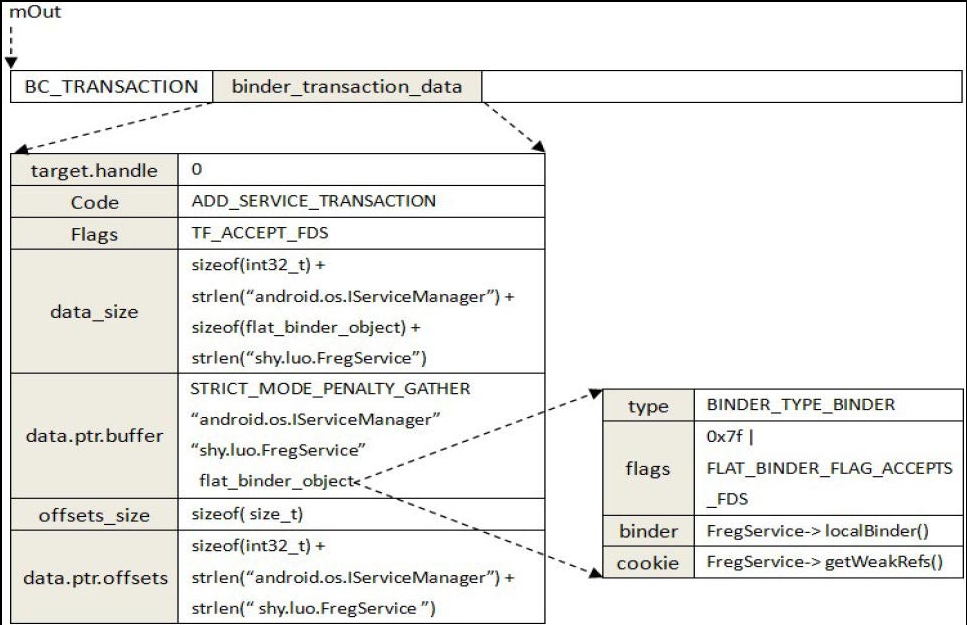 mOut
BC_TRANSACTION binder_transaction_data
target.handle 0
Code ADD_SERVICE_TRANSACTION
Flags TF_ACCEPT_FDS
data_size
sizeof(int32_t) +
strlen(“android.os.IServiceManager”) +
sizeof(flat_binder_object) +
strlen(“shy.luo.FregService”)
data.ptr.buffer
STRICT_MODE_PENALTY_GATHER
“android.os.IServiceManager”
“shy.luo.FregService”
flat_binder_object
offsets_size sizeof( size_t)
data.ptr.offsets
sizeof(int32_t) +
strlen(“android.os.IServiceManager”) +
strlen(“ shy.luo.FregService ”)
type BINDER_TYPE_BINDER
flags
0x7f |
FLAT_BINDER_FLAG_ACCEPTS
_FDS
binder FregService-> localBinder()
cookie FregService-> getWeakRefs()